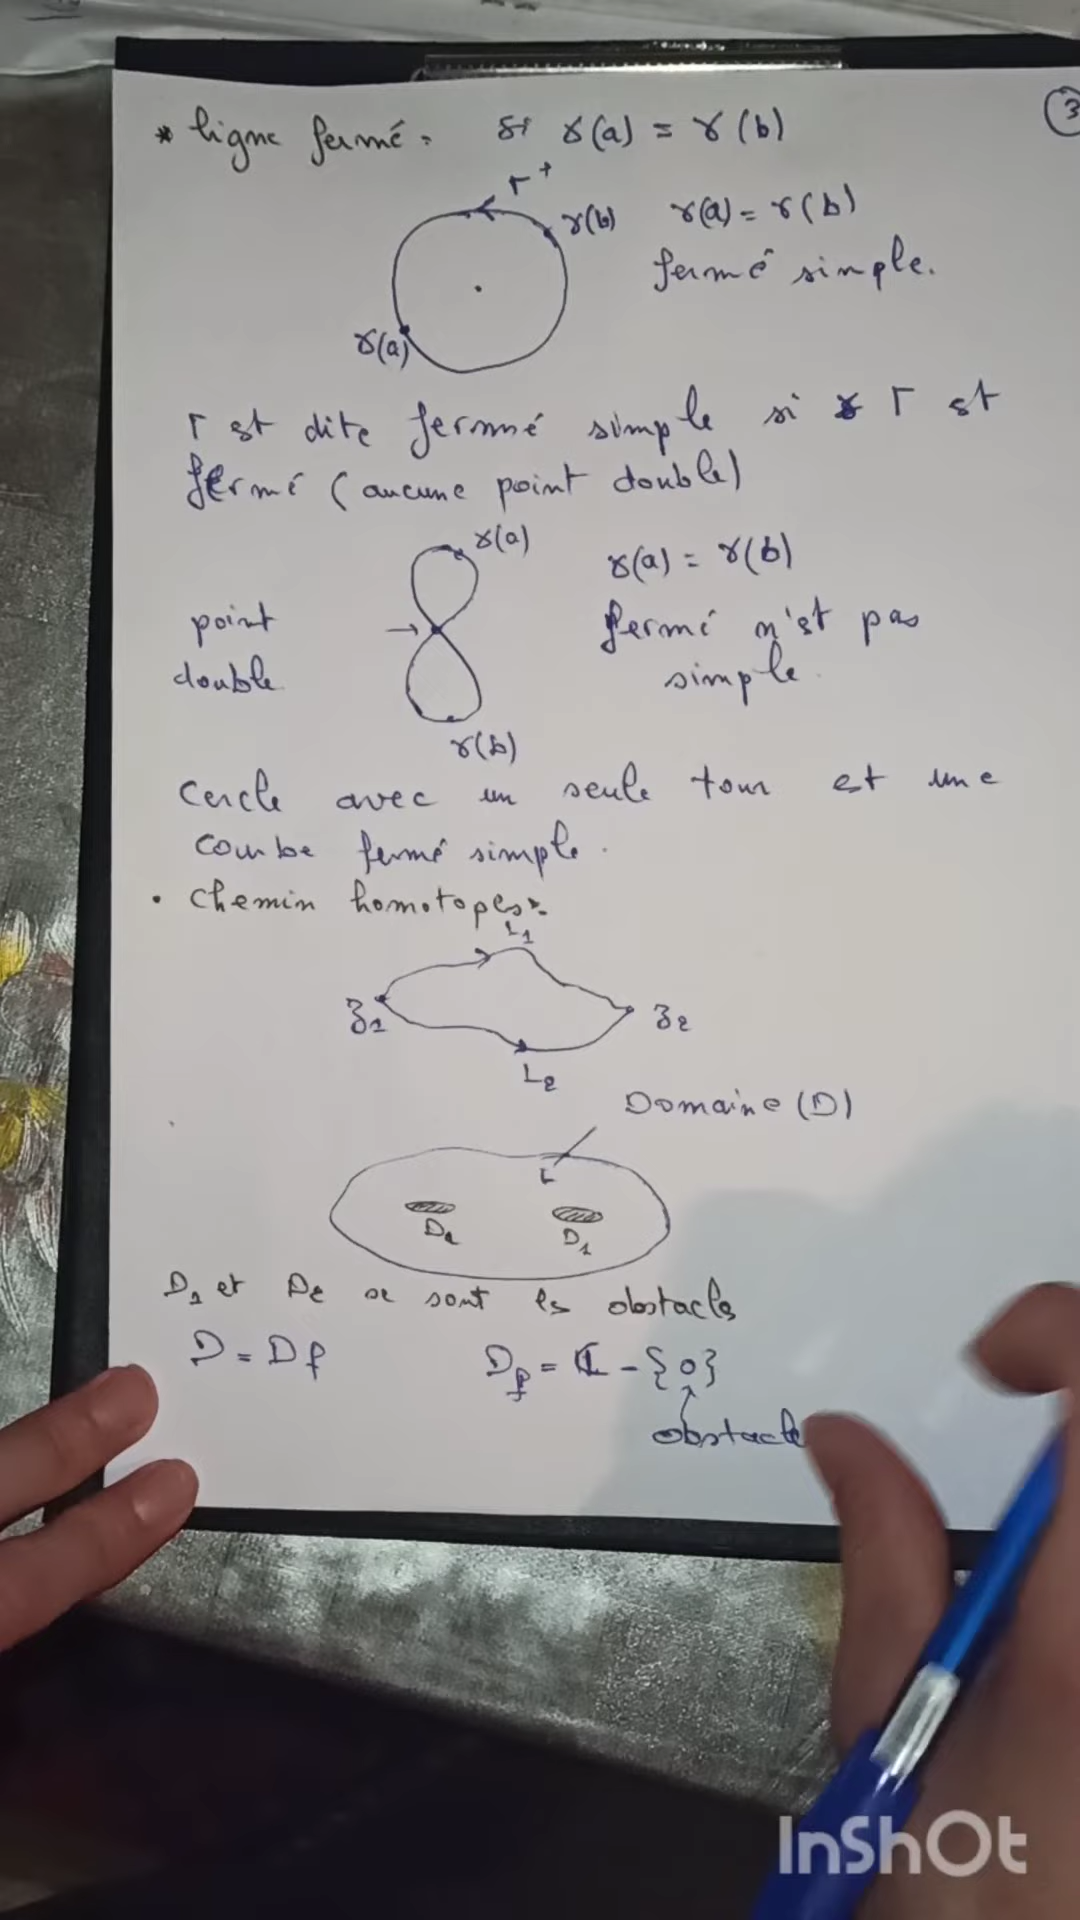 3
* ligne fermé : si γ(a) = γ(b)
Γ+
γ(b) γ(a) = γ(b)
fermé simple.
γ(a)
Γ est dite fermé simple si Γ est
fermé (aucune point double)
γ(a)
γ(a) = γ(b)
point fermé n'est pas
double simple.
γ(b)
Cercle avec un seule tour est une
courbe fermé simple.
• chemin homotopes :
L1
z1 z2
L2
Domaine (D)
D2 D1
D1 et D2 se sont les obstacles
D = Df Df = ℂ - {0}
obstacle
InShOt